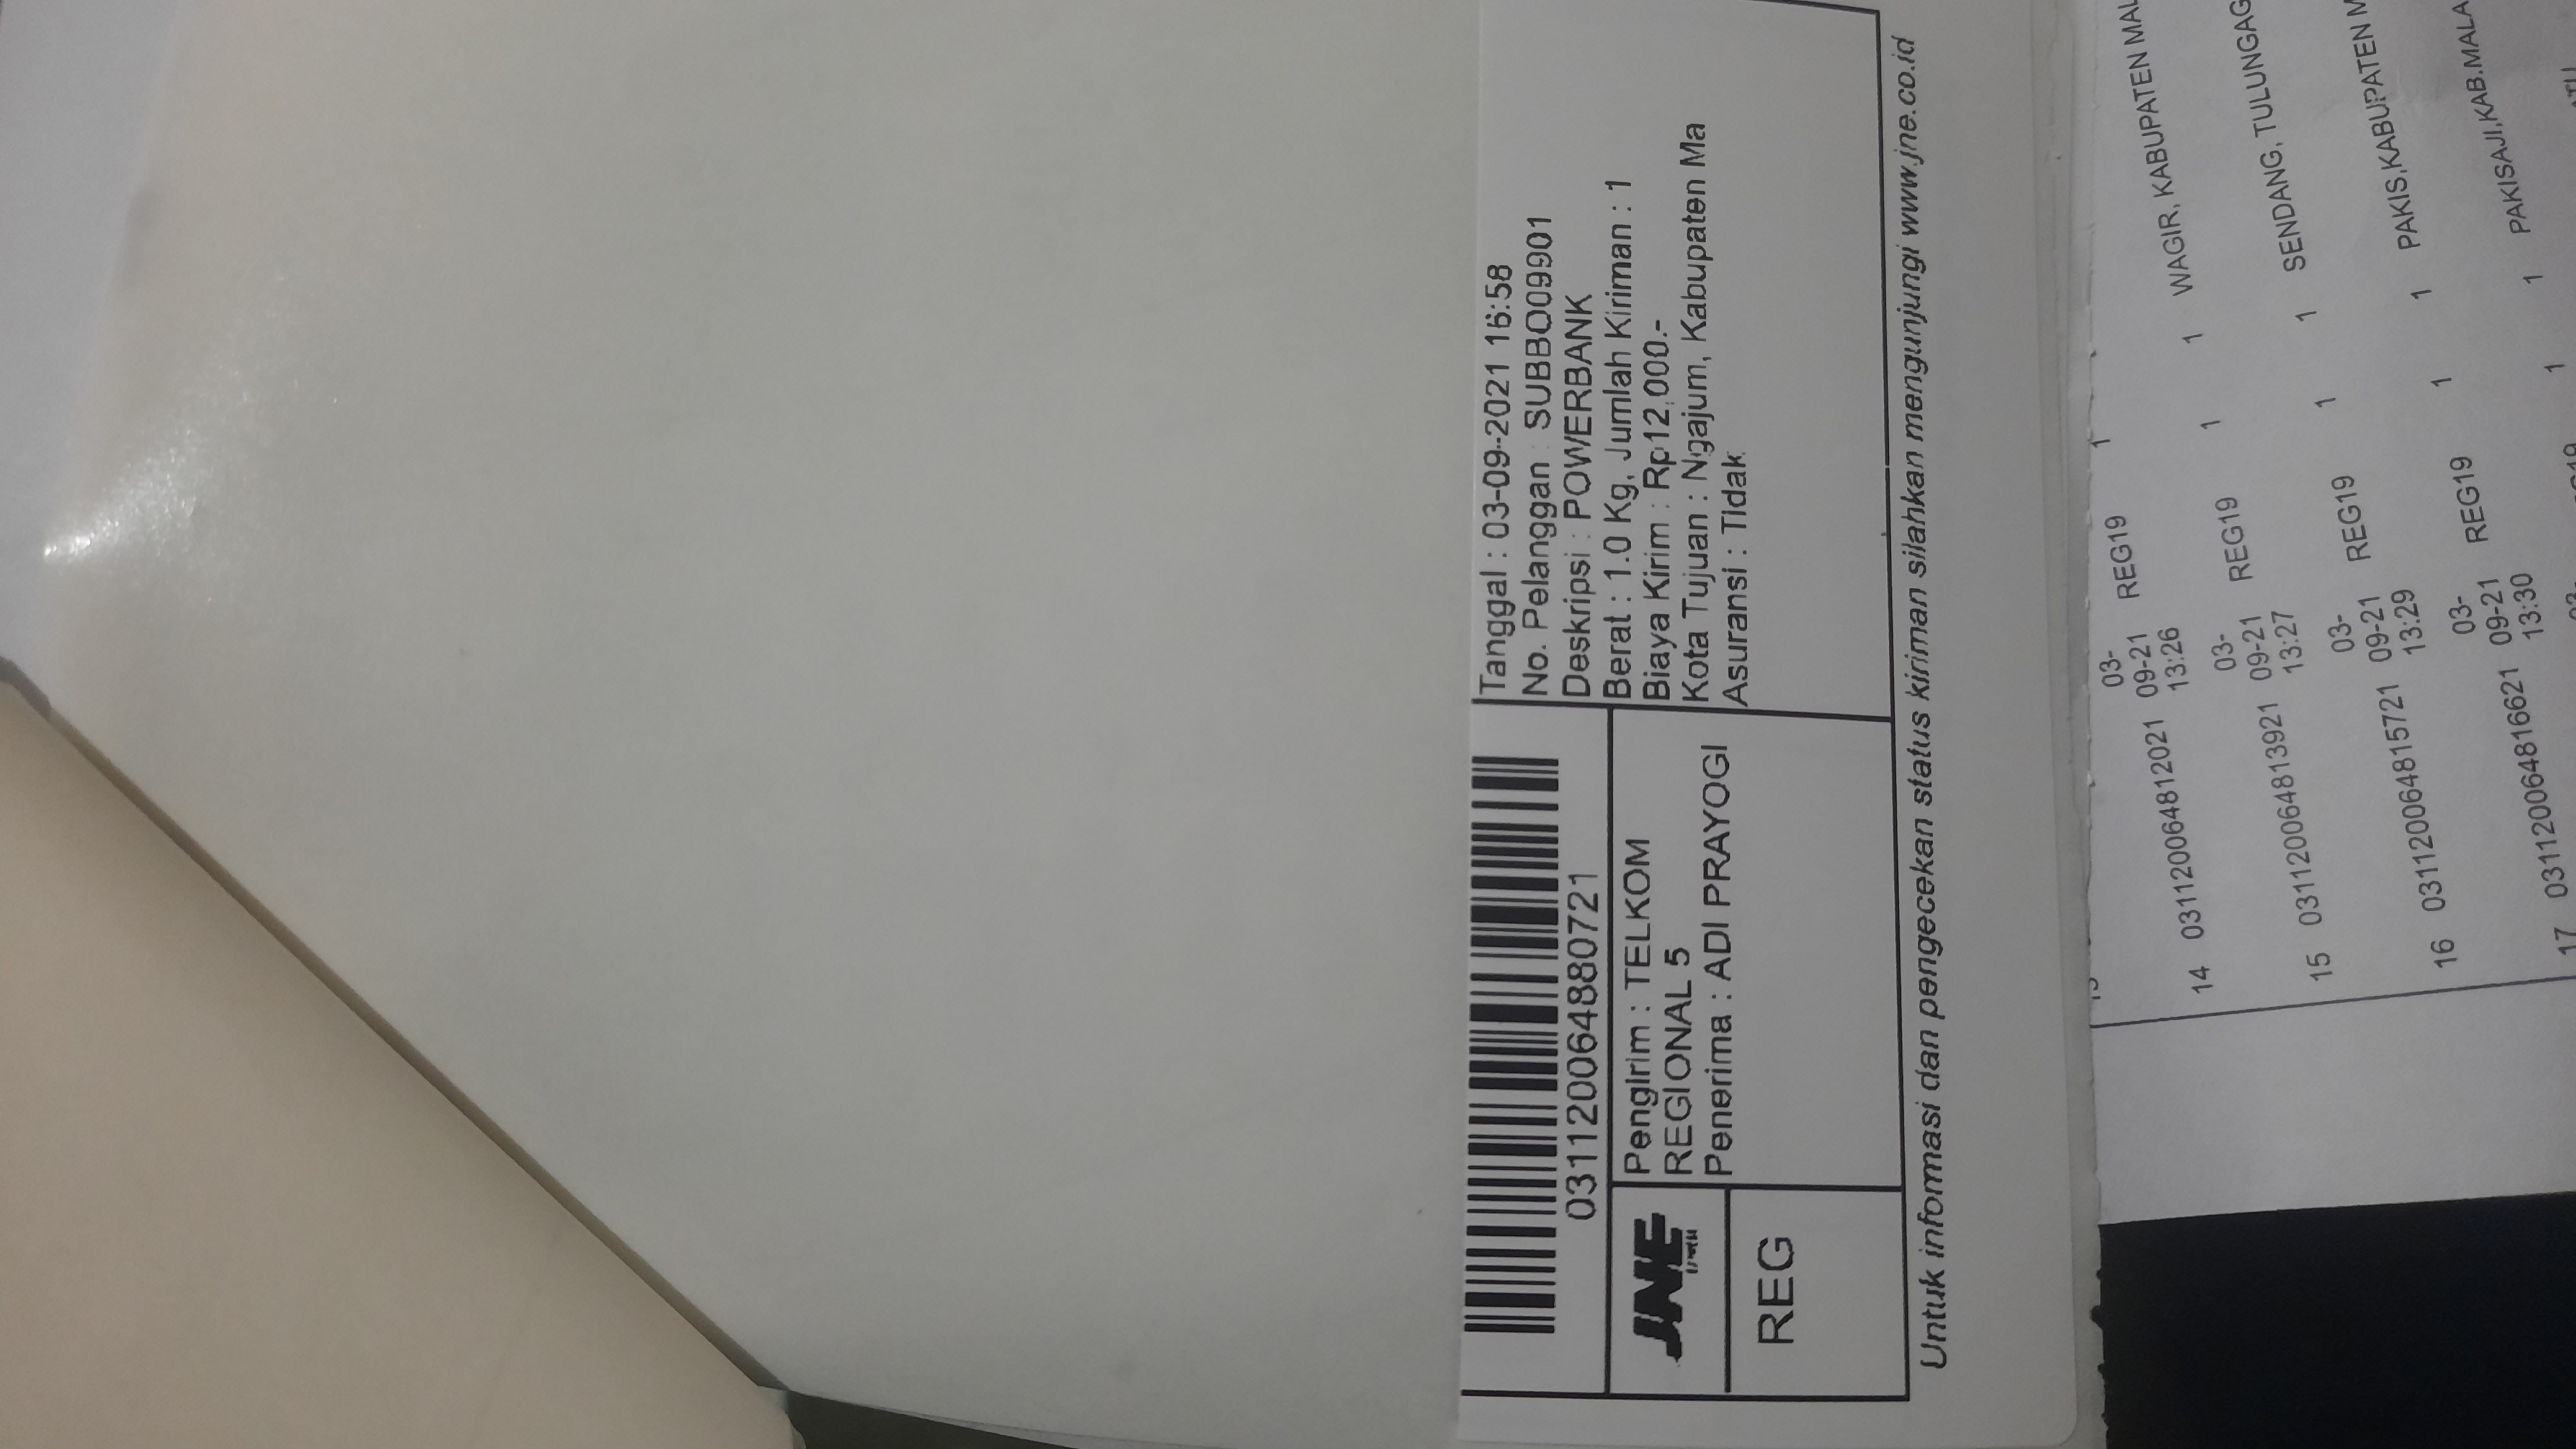 031120064880721
JNE
REG
Pengirim : TELKOM
REGIONAL 5
Penerima : ADI PRAYOGI
Tanggal : 03-09-2021 16:58
No. Pelanggan : SUBBO09901
Deskripsi : POWERBANK
Berat : 1.0 Kg, Jumlah Kiriman : 1
Biaya Kirim : Rp12,000.-
Kota Tujuan : Ngajum, Kabupaten Ma
Asuransi : Tidak
Untuk informasi dan pengecekan status kiriman silahkan mengunjungi www.jne.co.id
03-
14 031120064812021 09-21 REG19 1
13:26
1 WAGIR, KABUPATEN MAL
03-
15 031120064813921 09-21 REG19 1
13:27
1 SENDANG, TULUNGAG
03-
16 031120064815721 09-21 REG19 1
13:29
1 PAKIS,KABUPATEN M
03-
17 031120064816621 09-21 REG19 1
13:30
1 PAKISAJI,KAB.MALA
1